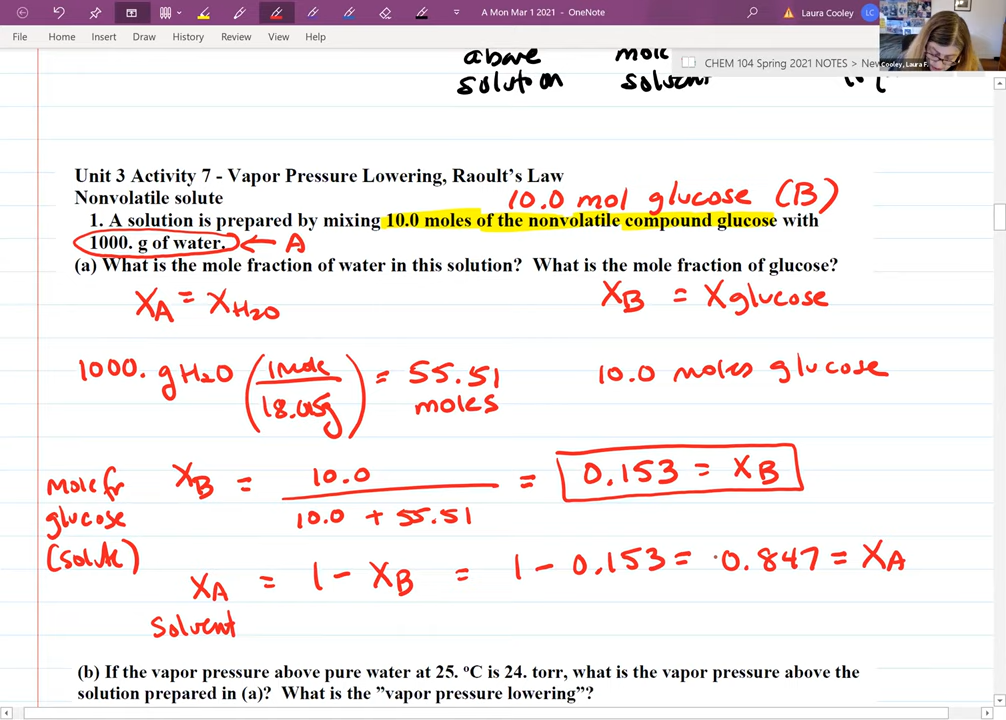 A Mon Mar 1 2021 - OneNote
Laura Cooley
LC
File Home Insert Draw History Review View Help
CHEM 104 Spring 2021 NOTES > New
Cooley, Laura F.
above
solution
mole
solvent
Unit 3 Activity 7 - Vapor Pressure Lowering, Raoult's Law
Nonvolatile solute
10.0 mol glucose (B)
1. A solution is prepared by mixing 10.0 moles of the nonvolatile compound glucose with
1000. g of water. ← A
(a) What is the mole fraction of water in this solution? What is the mole fraction of glucose?
XA = XH2O
XB = Xglucose
1000. g H2O (1 mole / 18.015g) = 55.51 moles
10.0 moles glucose
mole fr
glucose
(solute)
XB = 10.0 / 10.0 + 55.51 = 0.153 = XB
XA = 1 - XB = 1 - 0.153 = 0.847 = XA
solvent
(b) If the vapor pressure above pure water at 25. ºC is 24. torr, what is the vapor pressure above the
solution prepared in (a)? What is the ”vapor pressure lowering”?